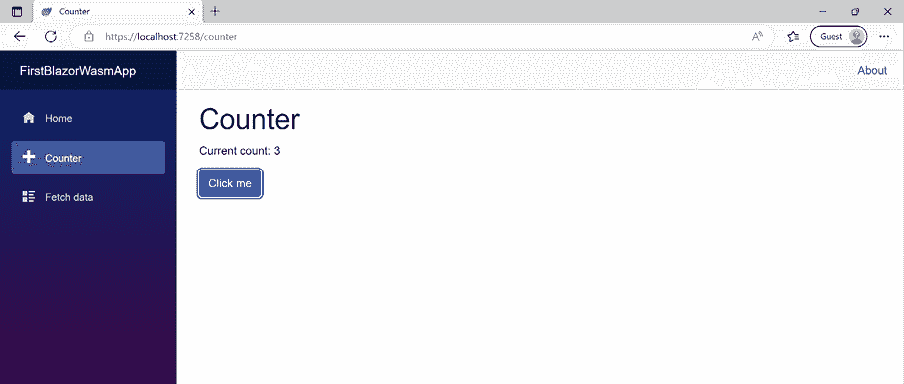 Counter
https://localhost:7258/counter
Guest
FirstBlazorWasmApp
About
Home
Counter
Fetch data
Counter
Current count: 3
Click me